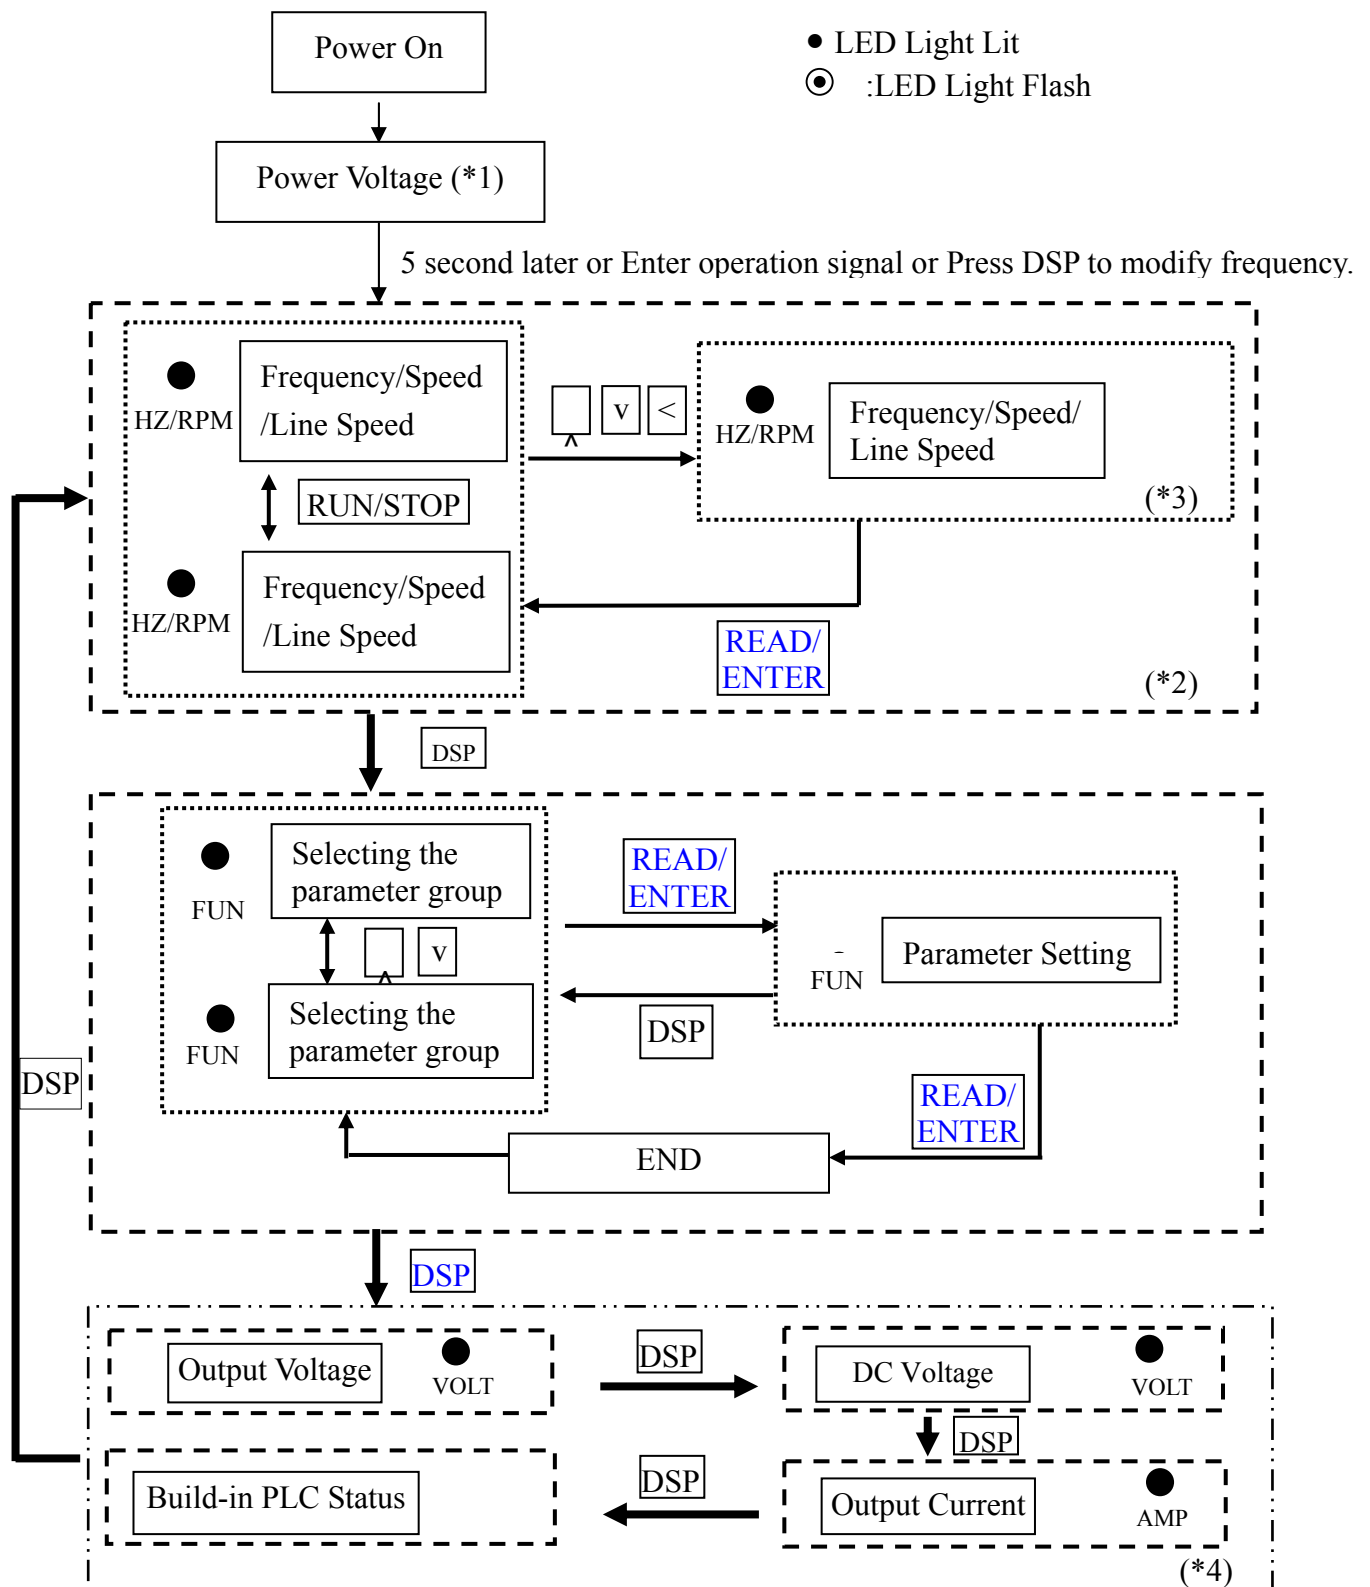 Power On
● LED Light Lit
◉ :LED Light Flash
Power Voltage (*1)
5 second later or Enter operation signal or Press DSP to modify frequency.
HZ/RPM
Frequency/Speed
/Line Speed
^ v <
HZ/RPM
Frequency/Speed/
Line Speed
(*3)
RUN/STOP
HZ/RPM
Frequency/Speed
/Line Speed
READ/
ENTER
(*2)
DSP
FUN
Selecting the
parameter group
READ/
ENTER
^ v
FUN
Parameter Setting
FUN
Selecting the
parameter group
DSP
DSP
READ/
ENTER
END
DSP
Output Voltage
VOLT
DSP
DC Voltage
VOLT
DSP
Build-in PLC Status
DSP
Output Current
AMP
(*4)